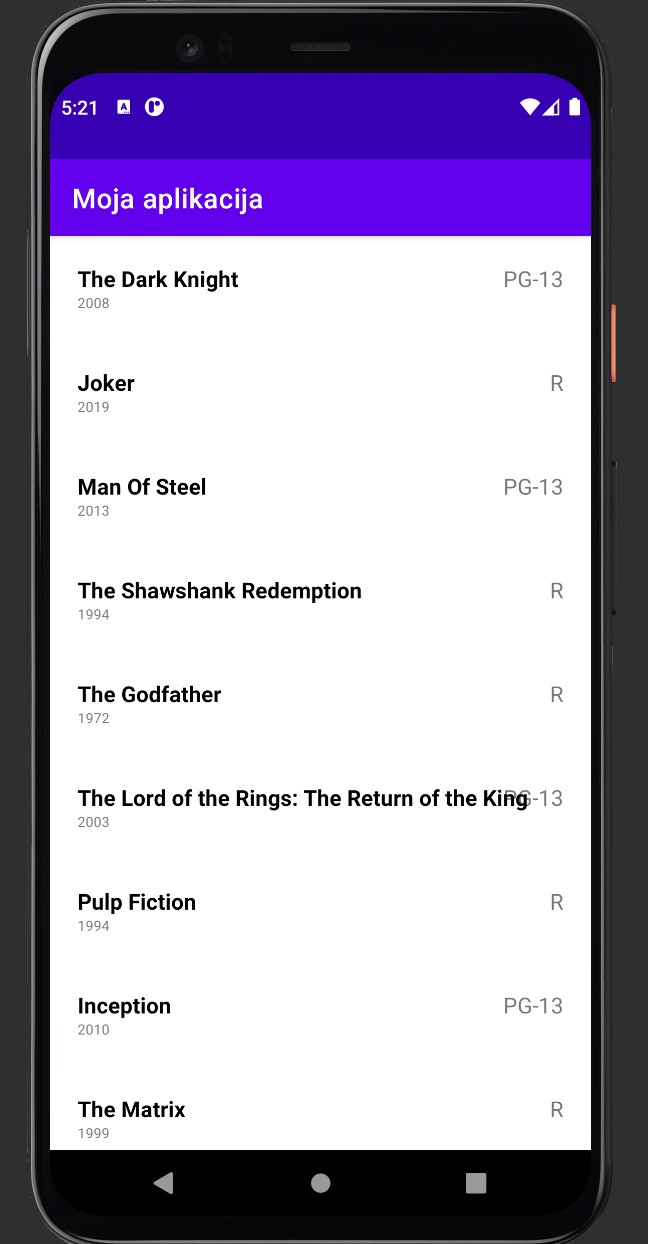 5:21
Moja aplikacija
The Dark Knight PG-13
2008
Joker R
2019
Man Of Steel PG-13
2013
The Shawshank Redemption R
1994
The Godfather R
1972
The Lord of the Rings: The Return of the King PG-13
2003
Pulp Fiction R
1994
Inception PG-13
2010
The Matrix R
1999